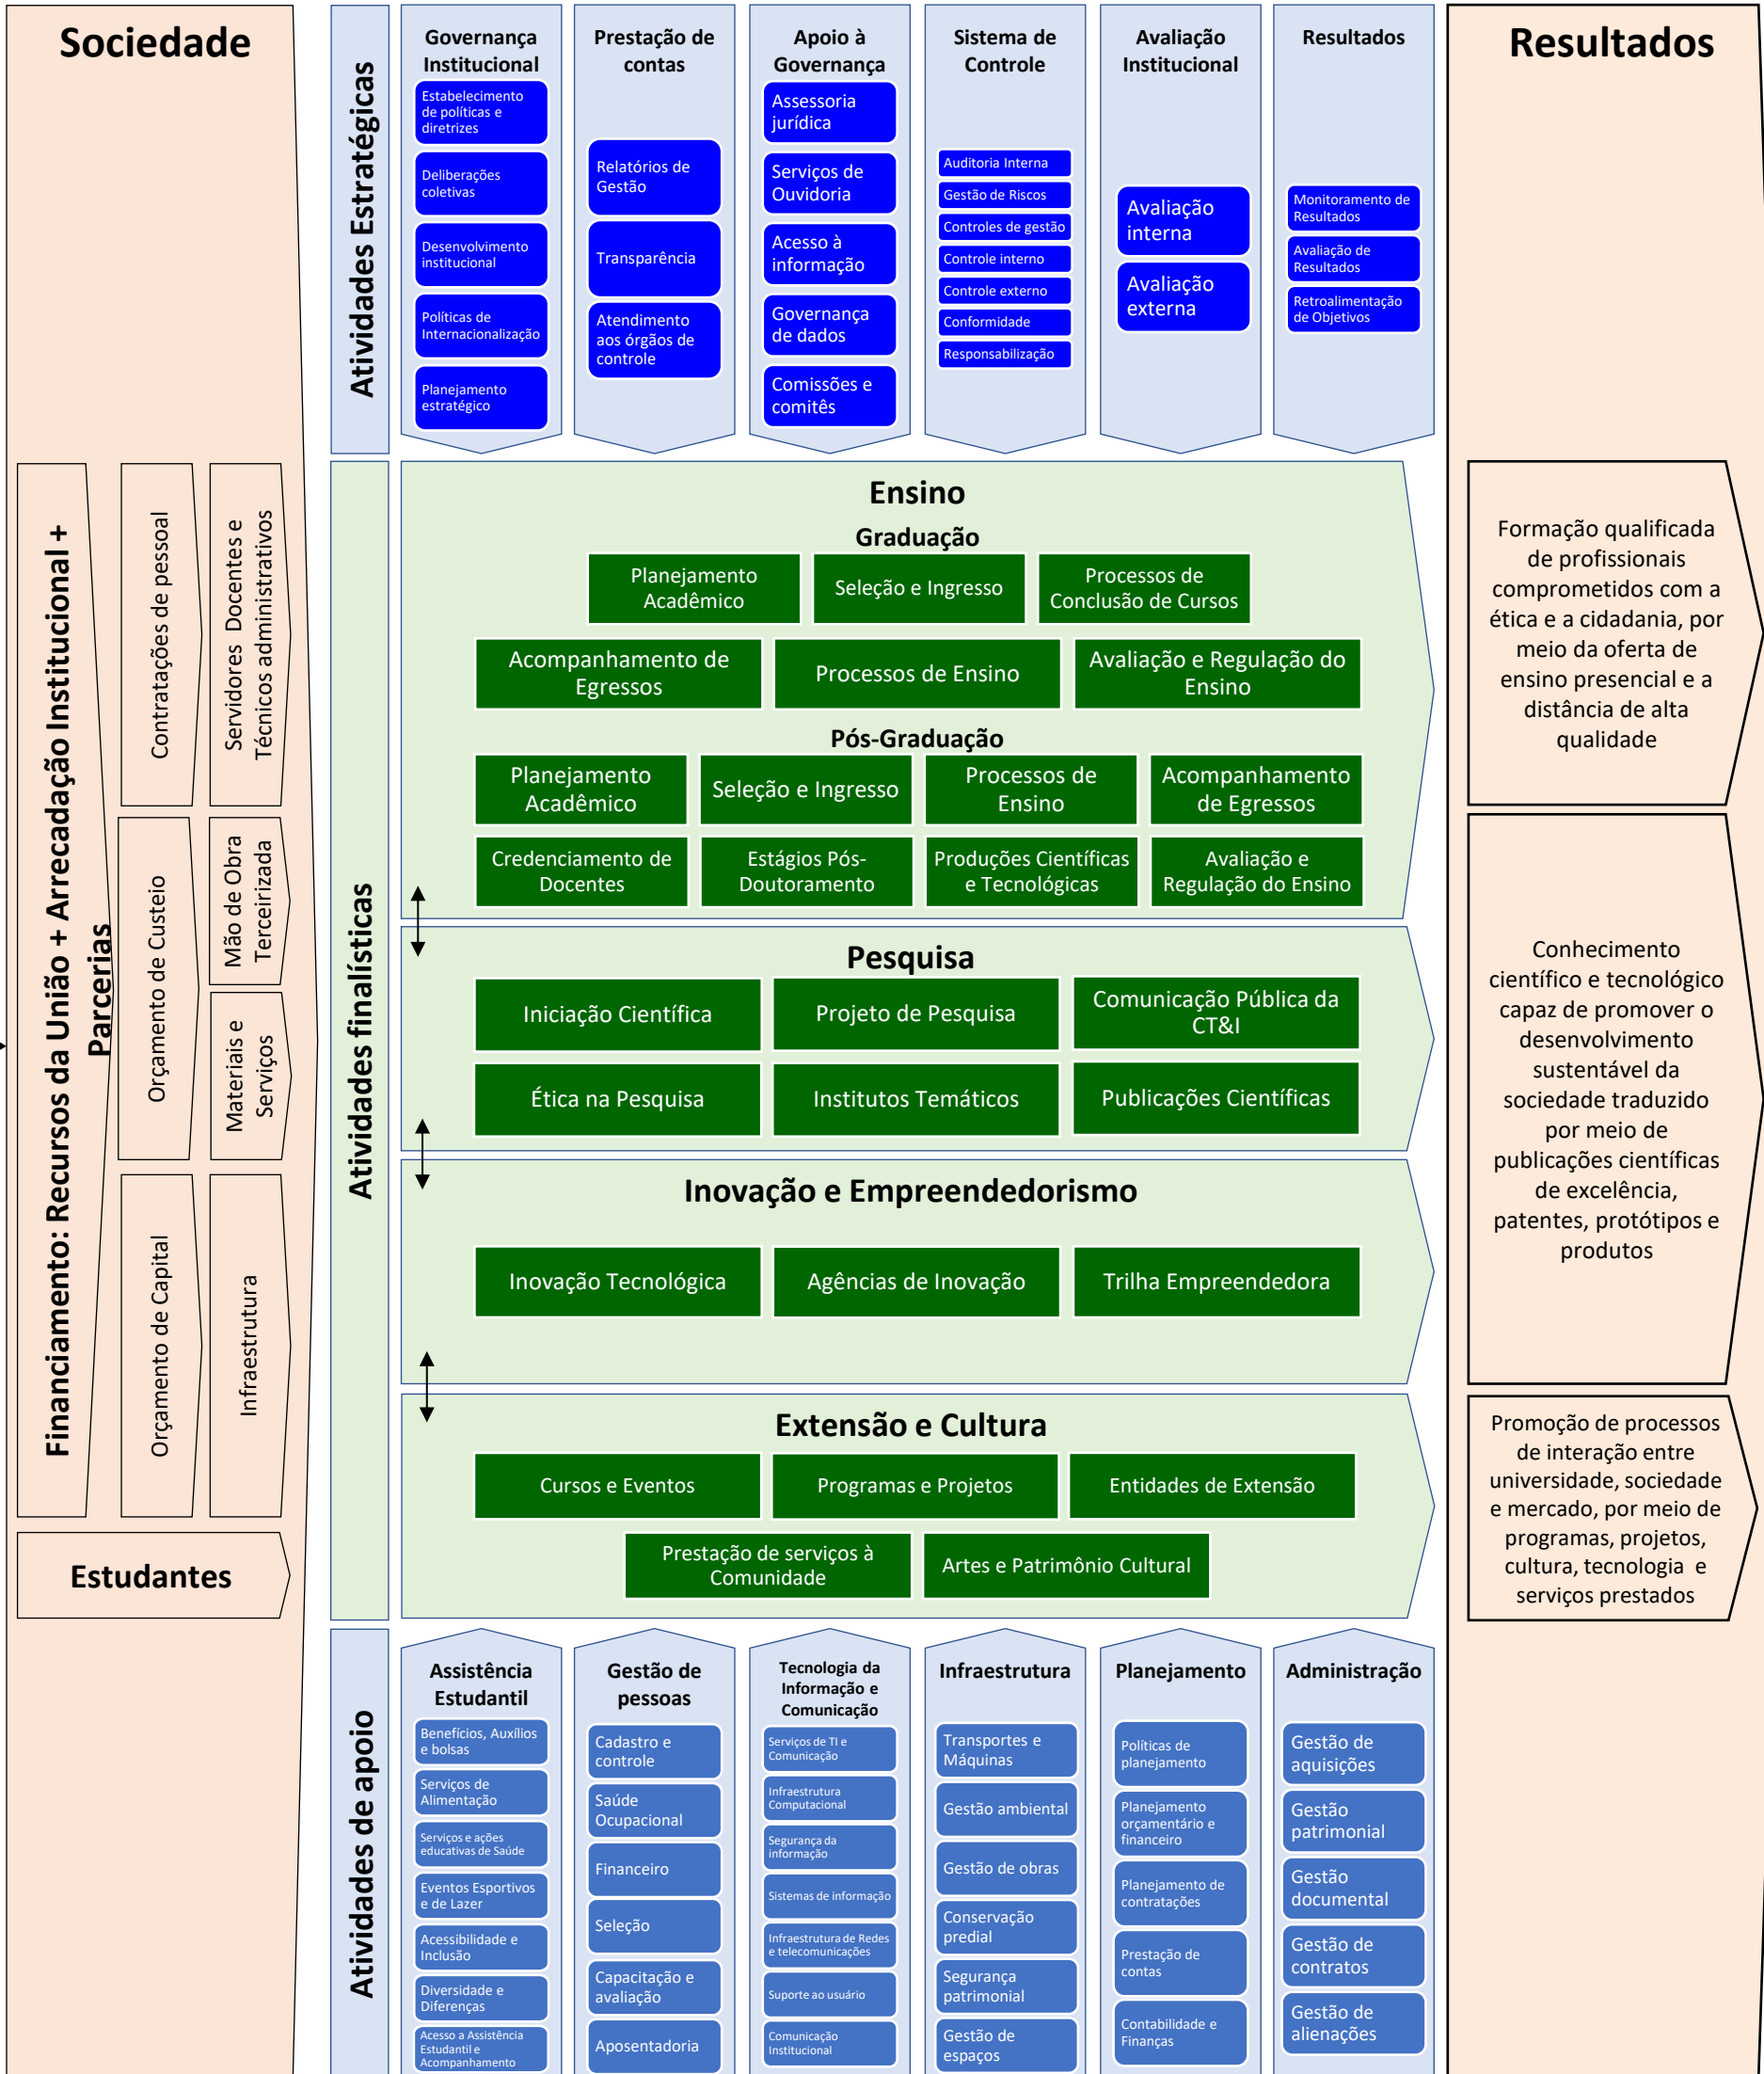 Sociedade
Financiamento: Recursos da União + Arrecadação Institucional +
Parcerias
Contratações de pessoal
Servidores Docentes e
Técnicos administrativos
Orçamento de Custeio
Mão de Obra
Terceirizada
Materiais e
Serviços
Orçamento de Capital
Infraestrutura
Estudantes
Atividades Estratégicas
Governança
Institucional
Estabelecimento
de políticas e
diretrizes
Deliberações
coletivas
Desenvolvimento
institucional
Políticas de
Internacionalização
Planejamento
estratégico
Prestação de
contas
Relatórios de
Gestão
Transparência
Atendimento
aos órgãos de
controle
Apoio à
Governança
Assessoria
jurídica
Serviços de
Ouvidoria
Acesso à
informação
Governança
de dados
Comissões e
comitês
Sistema de
Controle
Auditoria Interna
Gestão de Riscos
Controles de gestão
Controle interno
Controle externo
Conformidade
Responsabilização
Avaliação
Institucional
Avaliação
interna
Avaliação
externa
Resultados
Monitoramento de
Resultados
Avaliação de
Resultados
Retroalimentação
de Objetivos
Atividades finalísticas
Ensino
Graduação
Planejamento
Acadêmico
Seleção e Ingresso
Processos de
Conclusão de Cursos
Acompanhamento de
Egressos
Processos de Ensino
Avaliação e Regulação do
Ensino
Pós-Graduação
Planejamento
Acadêmico
Seleção e Ingresso
Processos de
Ensino
Acompanhamento
de Egressos
Credenciamento de
Docentes
Estágios Pós-
Doutoramento
Produções Científicas
e Tecnológicas
Avaliação e
Regulação do Ensino
Pesquisa
Iniciação Científica
Projeto de Pesquisa
Comunicação Pública da
CT&I
Ética na Pesquisa
Institutos Temáticos
Publicações Científicas
Inovação e Empreendedorismo
Inovação Tecnológica
Agências de Inovação
Trilha Empreendedora
Extensão e Cultura
Cursos e Eventos
Programas e Projetos
Entidades de Extensão
Prestação de serviços à
Comunidade
Artes e Patrimônio Cultural
Atividades de apoio
Assistência
Estudantil
Benefícios, Auxílios
e bolsas
Serviços de
Alimentação
Serviços e ações
educativas de Saúde
Eventos Esportivos
e de Lazer
Acessibilidade e
Inclusão
Diversidade e
Diferenças
Acesso a Assistência
Estudantil e
Acompanhamento
Gestão de
pessoas
Cadastro e
controle
Saúde
Ocupacional
Financeiro
Seleção
Capacitação e
avaliação
Aposentadoria
Tecnologia da
Informação e
Comunicação
Serviços de TI e
Comunicação
Infraestrutura
Computacional
Segurança da
informação
Sistemas de informação
Infraestrutura de Redes
e telecomunicações
Suporte ao usuário
Comunicação
Institucional
Infraestrutura
Transportes e
Máquinas
Gestão ambiental
Gestão de obras
Conservação
predial
Segurança
patrimonial
Gestão de
espaços
Planejamento
Políticas de
planejamento
Planejamento
orçamentário e
financeiro
Planejamento de
contratações
Prestação de
contas
Contabilidade e
Finanças
Administração
Gestão de
aquisições
Gestão
patrimonial
Gestão
documental
Gestão de
contratos
Gestão de
alienações
Resultados
Formação qualificada
de profissionais
comprometidos com a
ética e a cidadania, por
meio da oferta de
ensino presencial e a
distância de alta
qualidade
Conhecimento
científico e tecnológico
capaz de promover o
desenvolvimento
sustentável da
sociedade traduzido
por meio de
publicações científicas
de excelência,
patentes, protótipos e
produtos
Promoção de processos
de interação entre
universidade, sociedade
e mercado, por meio de
programas, projetos,
cultura, tecnologia e
serviços prestados